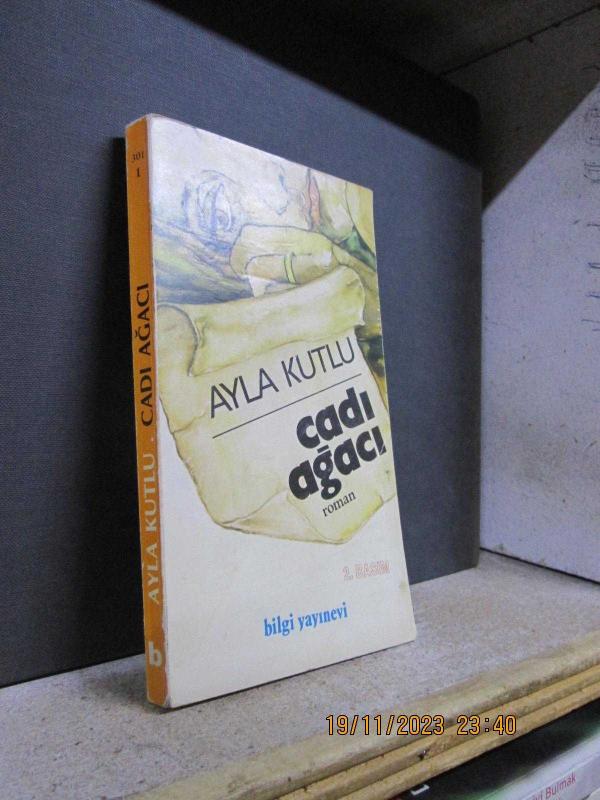 301
1
AYLA KUTLU . CADI AĞACI
b
AYLA KUTLU
cadı
ağacı
roman
2. BASIM
bilgi yayınevi
19/11/2023 23:40
Bulmak